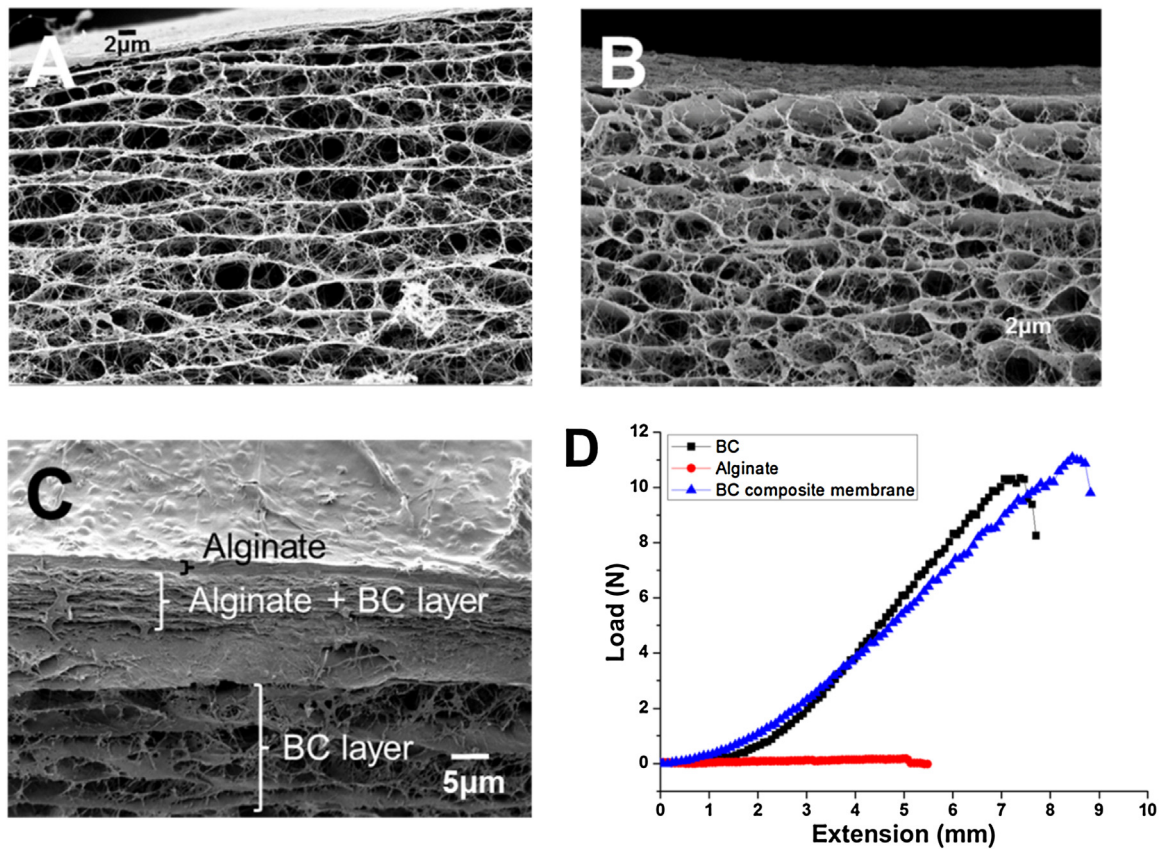 A
2μm
B
2μm
C
Alginate
Alginate + BC layer
BC layer
5μm
D
BC
Alginate
BC composite membrane
12
10
8
6
4
2
0
Load (N)
0 1 2 3 4 5 6 7 8 9 10
Extension (mm)